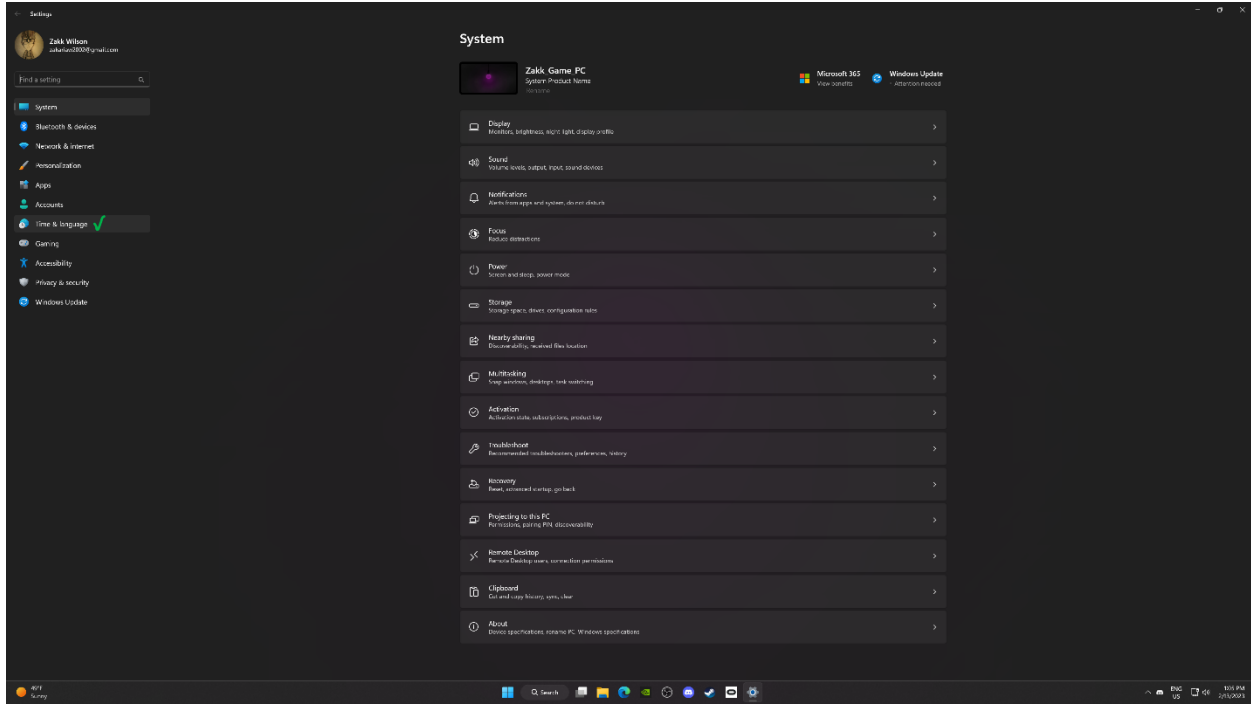 Settings
Zakk Wilson
Find a setting
System
Bluetooth & devices
Network & internet
Personalization
Apps
Accounts
Time & language
Gaming
Accessibility
Privacy & security
Windows Update
System
Zakk_Game_PC
System Product Name
Rename
Microsoft 365
View benefits
Windows Update
Attention needed
Display
Monitors, brightness, night light, display profile
Sound
Volume levels, output, input, sound devices
Notifications
Alerts from apps and system, do not disturb
Focus
Reduce distractions
Power
Screen and sleep, power mode
Storage
Storage space, drives, configuration rules
Nearby sharing
Discoverability, received files location
Multitasking
Snap windows, desktops, task switching
Activation
Activation state, subscriptions, product key
Troubleshoot
Recommended troubleshooters, preferences, history
Recovery
Reset, advanced startup, go back
Projecting to this PC
Permissions, pairing PIN, discoverability
Remote Desktop
Remote Desktop users, connection permissions
Clipboard
Cut and copy history, sync, clear
About
Device specifications, rename PC, Windows specifications
Sunny
Search
ENG
US
2/13/2023